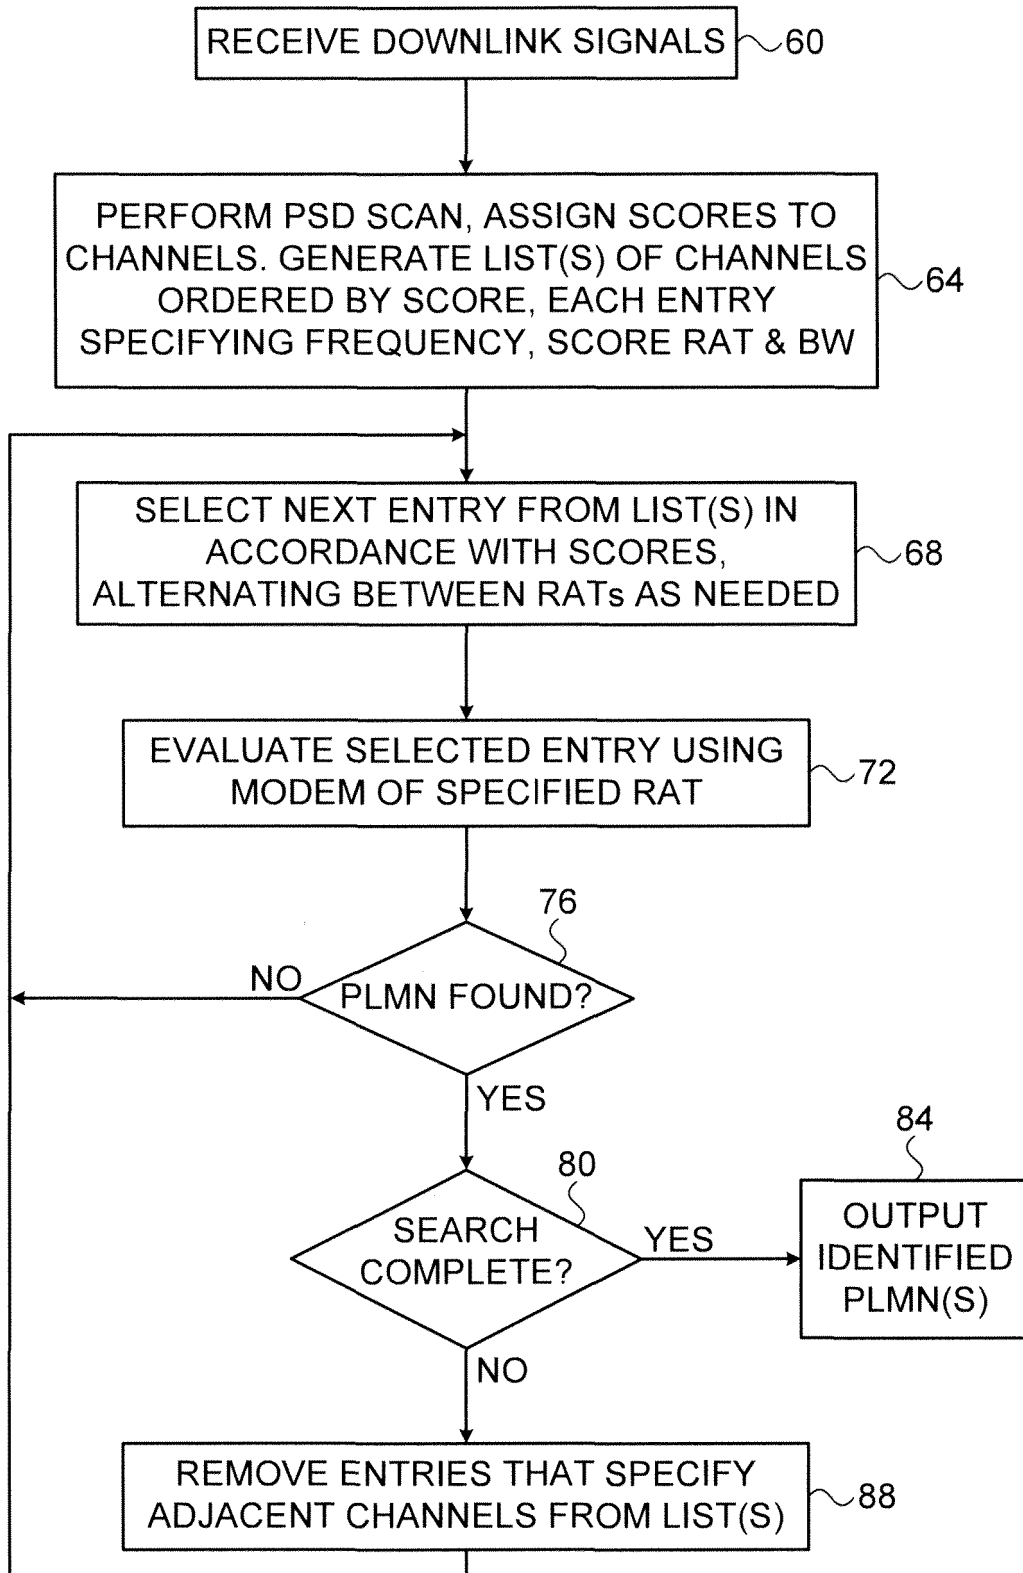 RECEIVE DOWNLINK SIGNALS
60
PERFORM PSD SCAN, ASSIGN SCORES TO
CHANNELS. GENERATE LIST(S) OF CHANNELS
ORDERED BY SCORE, EACH ENTRY
SPECIFYING FREQUENCY, SCORE RAT & BW
64
SELECT NEXT ENTRY FROM LIST(S) IN
ACCORDANCE WITH SCORES,
ALTERNATING BETWEEN RATs AS NEEDED
68
EVALUATE SELECTED ENTRY USING
MODEM OF SPECIFIED RAT
72
76
PLMN FOUND?
NO
YES
80
SEARCH
COMPLETE?
YES
84
OUTPUT
IDENTIFIED
PLMN(S)
NO
REMOVE ENTRIES THAT SPECIFY
ADJACENT CHANNELS FROM LIST(S)
88